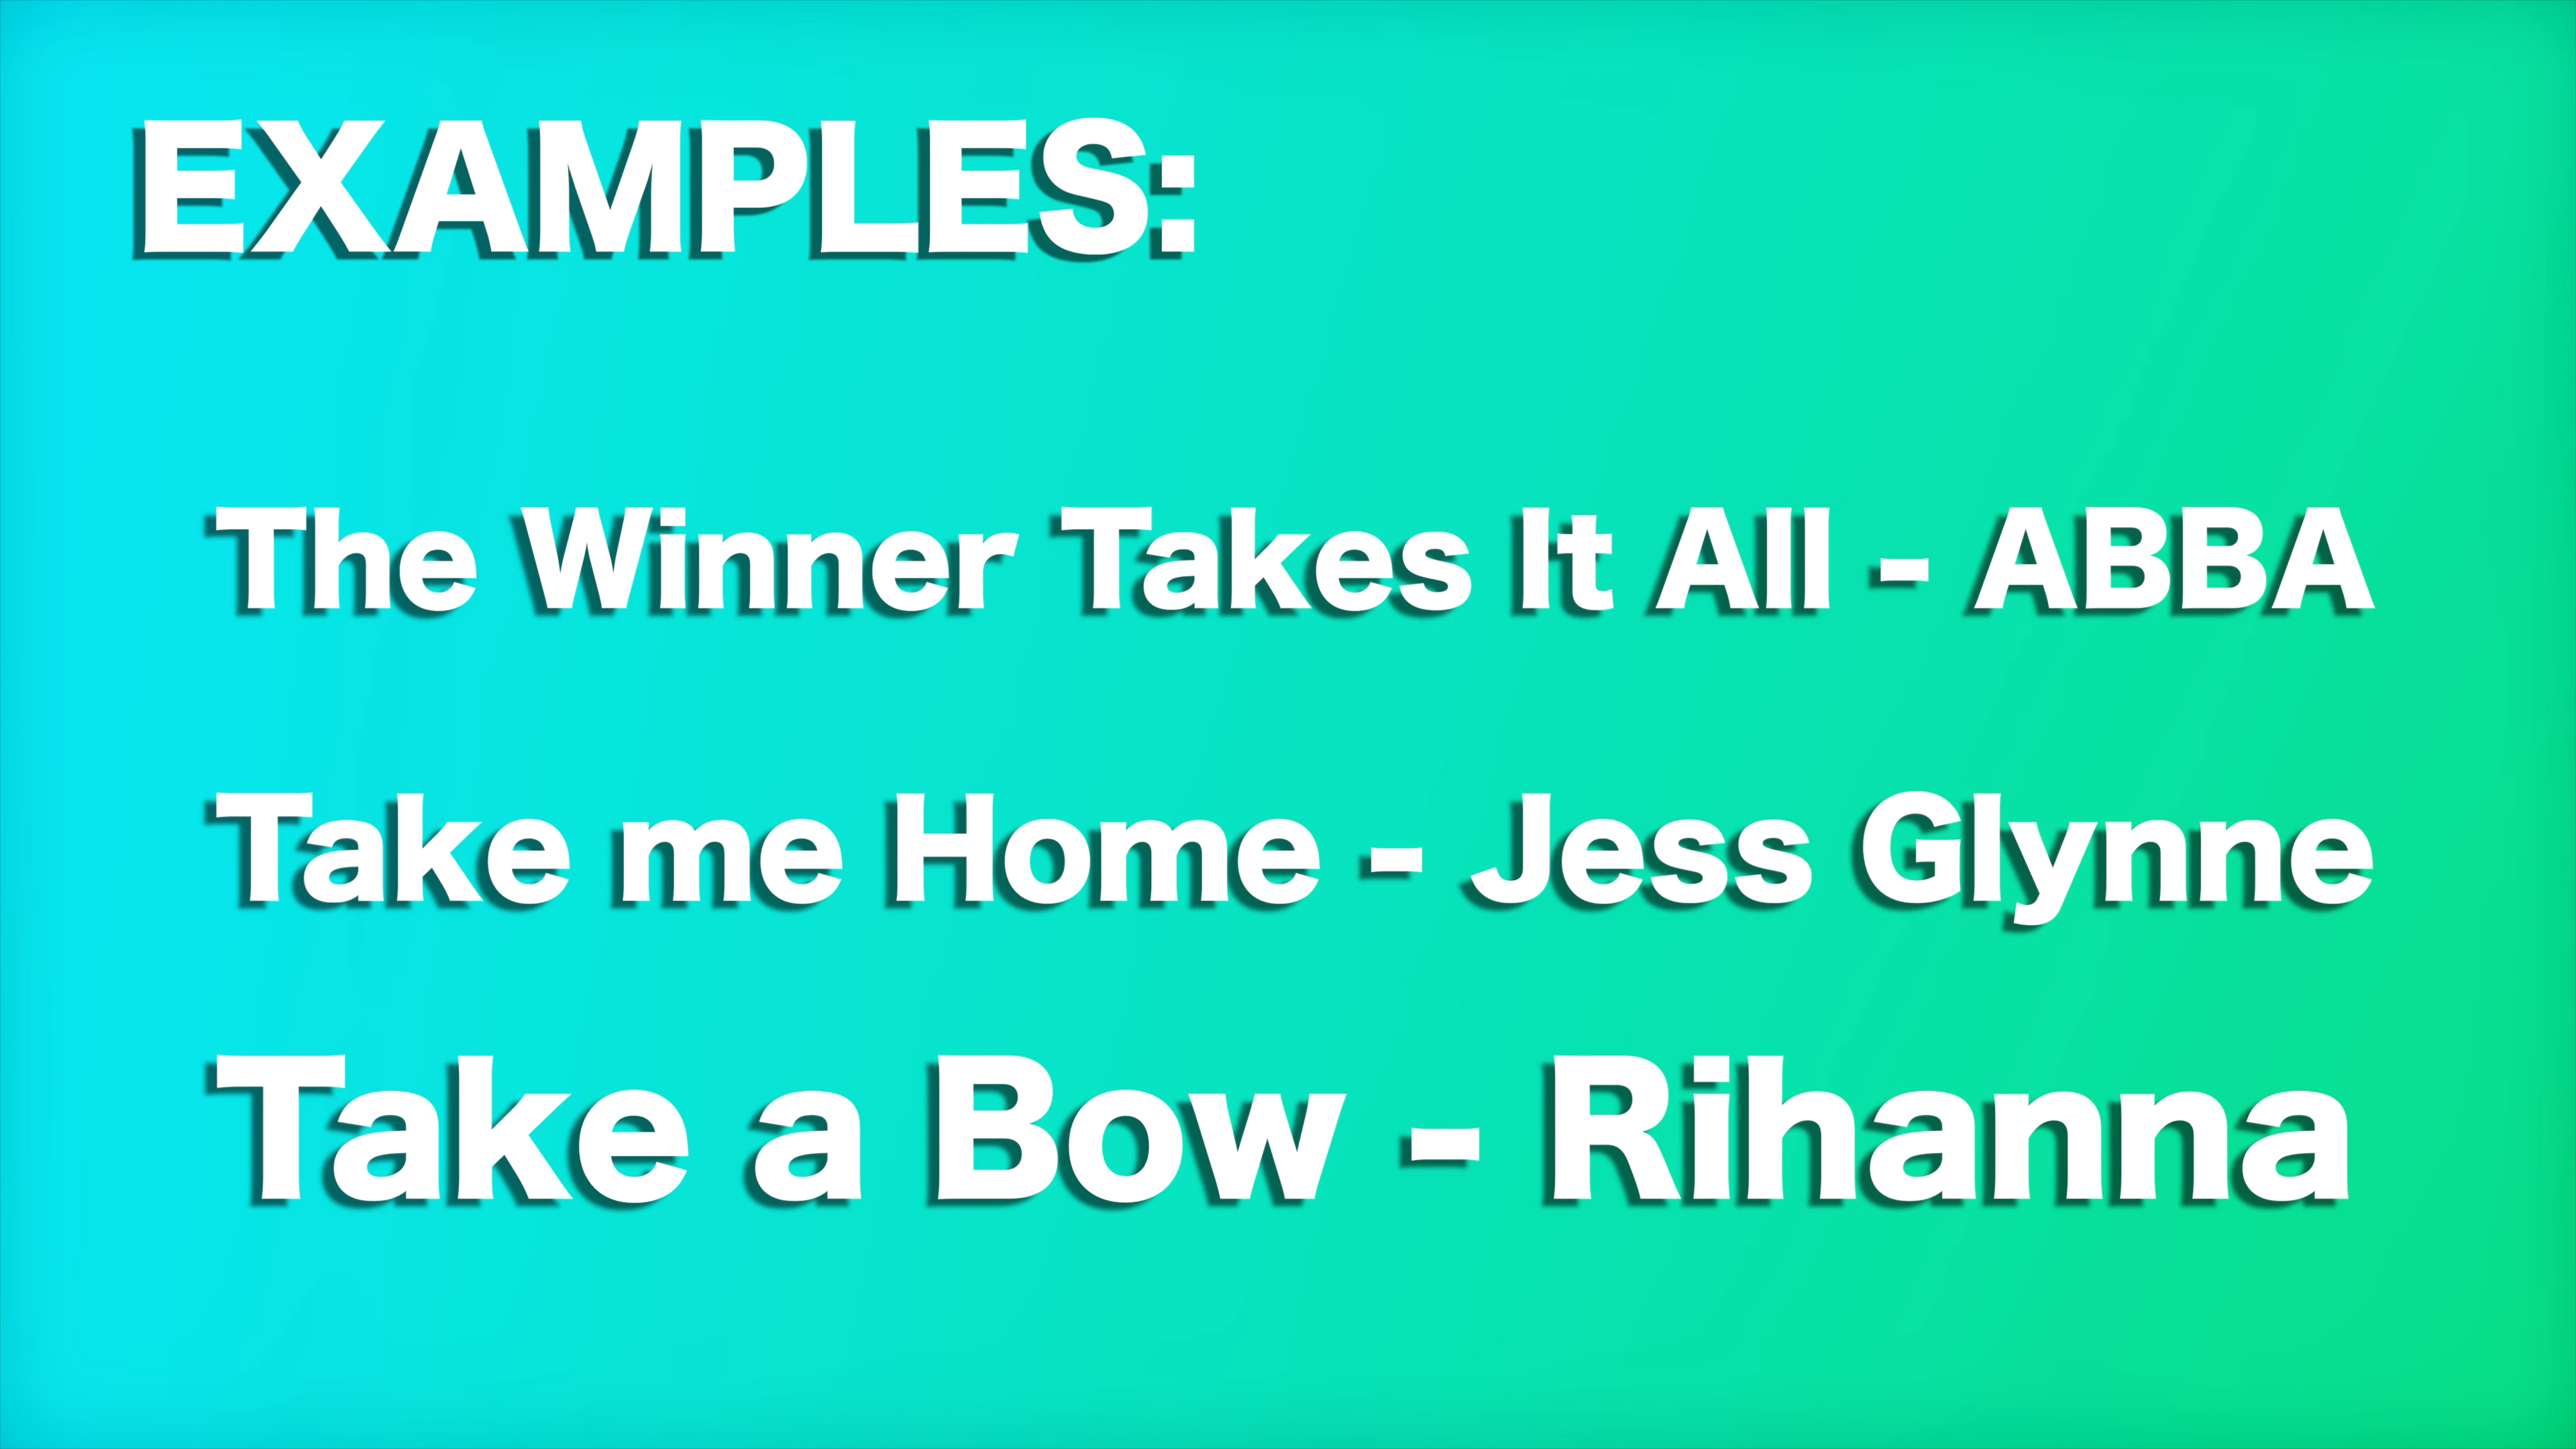 EXAMPLES:
The Winner Takes It All - ABBA
Take me Home - Jess Glynne
Take a Bow - Rihanna